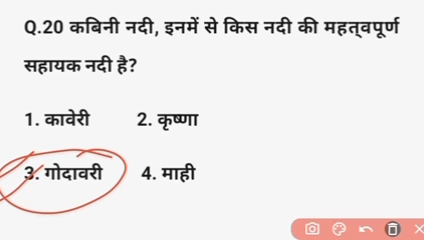 Q.20 कबिनी नदी, इनमें से किस नदी की महत्वपूर्ण
सहायक नदी है?
1. कावेरी 2. कृष्णा
3. गोदावरी 4. माही